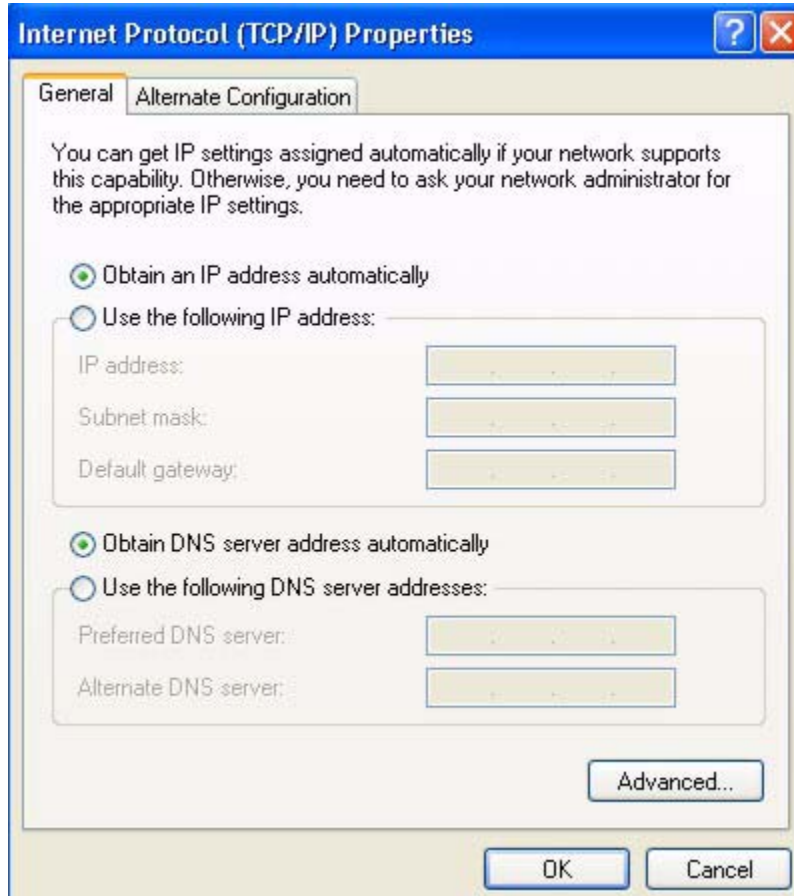 Internet Protocol (TCP/IP) Properties
General
Alternate Configuration
You can get IP settings assigned automatically if your network supports
this capability. Otherwise, you need to ask your network administrator for
the appropriate IP settings.
Obtain an IP address automatically
Use the following IP address:
IP address:
Subnet mask:
Default gateway:
Obtain DNS server address automatically
Use the following DNS server addresses:
Preferred DNS server:
Alternate DNS server:
Advanced...
OK
Cancel